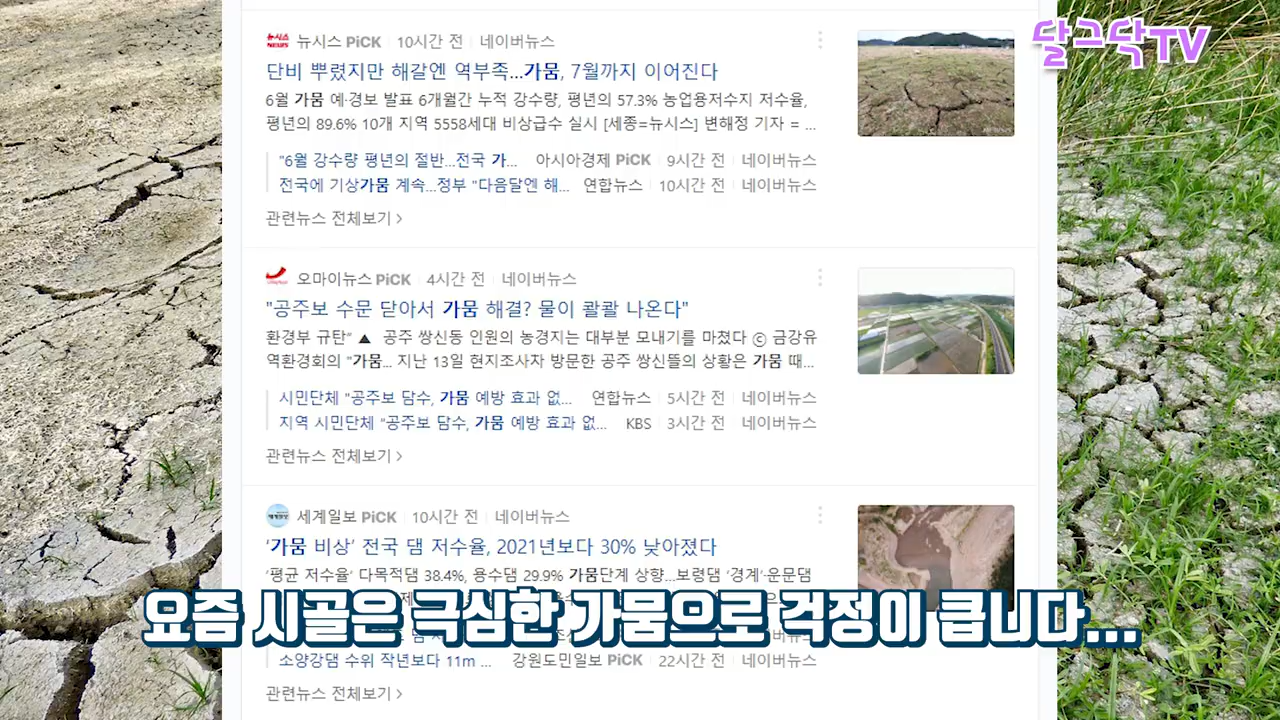 달그닥TV
뉴시스 PiCK 10시간 전 네이버뉴스
단비 뿌렸지만 해갈엔 역부족...가뭄, 7월까지 이어진다
6월 가뭄 예·경보 발표 6개월간 누적 강수량, 평년의 57.3% 농업용저수지 저수율,
평년의 89.6% 10개 지역 5558세대 비상급수 실시 [세종=뉴시스] 변해정 기자 = ...
"6월 강수량 평년의 절반...전국 가... 아시아경제 PiCK 9시간 전 네이버뉴스
전국에 기상가뭄 계속...정부 "다음달엔 해... 연합뉴스 10시간 전 네이버뉴스
관련뉴스 전체보기 >
오마이뉴스 PiCK 4시간 전 네이버뉴스
"공주보 수문 닫아서 가뭄 해결? 물이 콸콸 나온다"
환경부 규탄" ▲ 공주 쌍신동 인원의 농경지는 대부분 모내기를 마쳤다 ⓒ 금강유
역환경회의 "가뭄... 지난 13일 현지조사차 방문한 공주 쌍신뜰의 상황은 가뭄 때...
시민단체 "공주보 담수, 가뭄 예방 효과 없... 연합뉴스 5시간 전 네이버뉴스
지역 시민단체 "공주보 담수, 가뭄 예방 효과 없... KBS 3시간 전 네이버뉴스
관련뉴스 전체보기 >
세계일보 PiCK 10시간 전 네이버뉴스
'가뭄 비상' 전국 댐 저수율, 2021년보다 30% 낮아졌다
'평균 저수율' 다목적댐 38.4%, 용수댐 29.9% 가뭄단계 상향...보령댐 '경계'·운문댐
요즘 시골은 극심한 가뭄으로 걱정이 큽니다...
소양강댐 수위 작년보다 11m ... 강원도민일보 PiCK 22시간 전 네이버뉴스
관련뉴스 전체보기 >